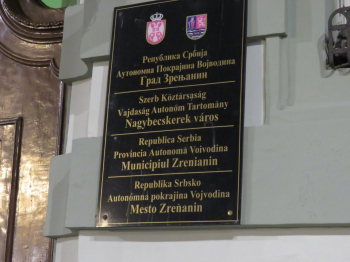 Република Србија
Аутономна Покрајина Војводина
Град Зрењанин
Szerb Köztársaság
Vajdaság Autonóm Tartomány
Nagybecskerek város
Republica Serbia
Provincia Autonomă Voivodina
Municipiul Zrenianin
Republika Srbsko
Autonómna pokrajina Vojvodina
Mesto Zreňanin